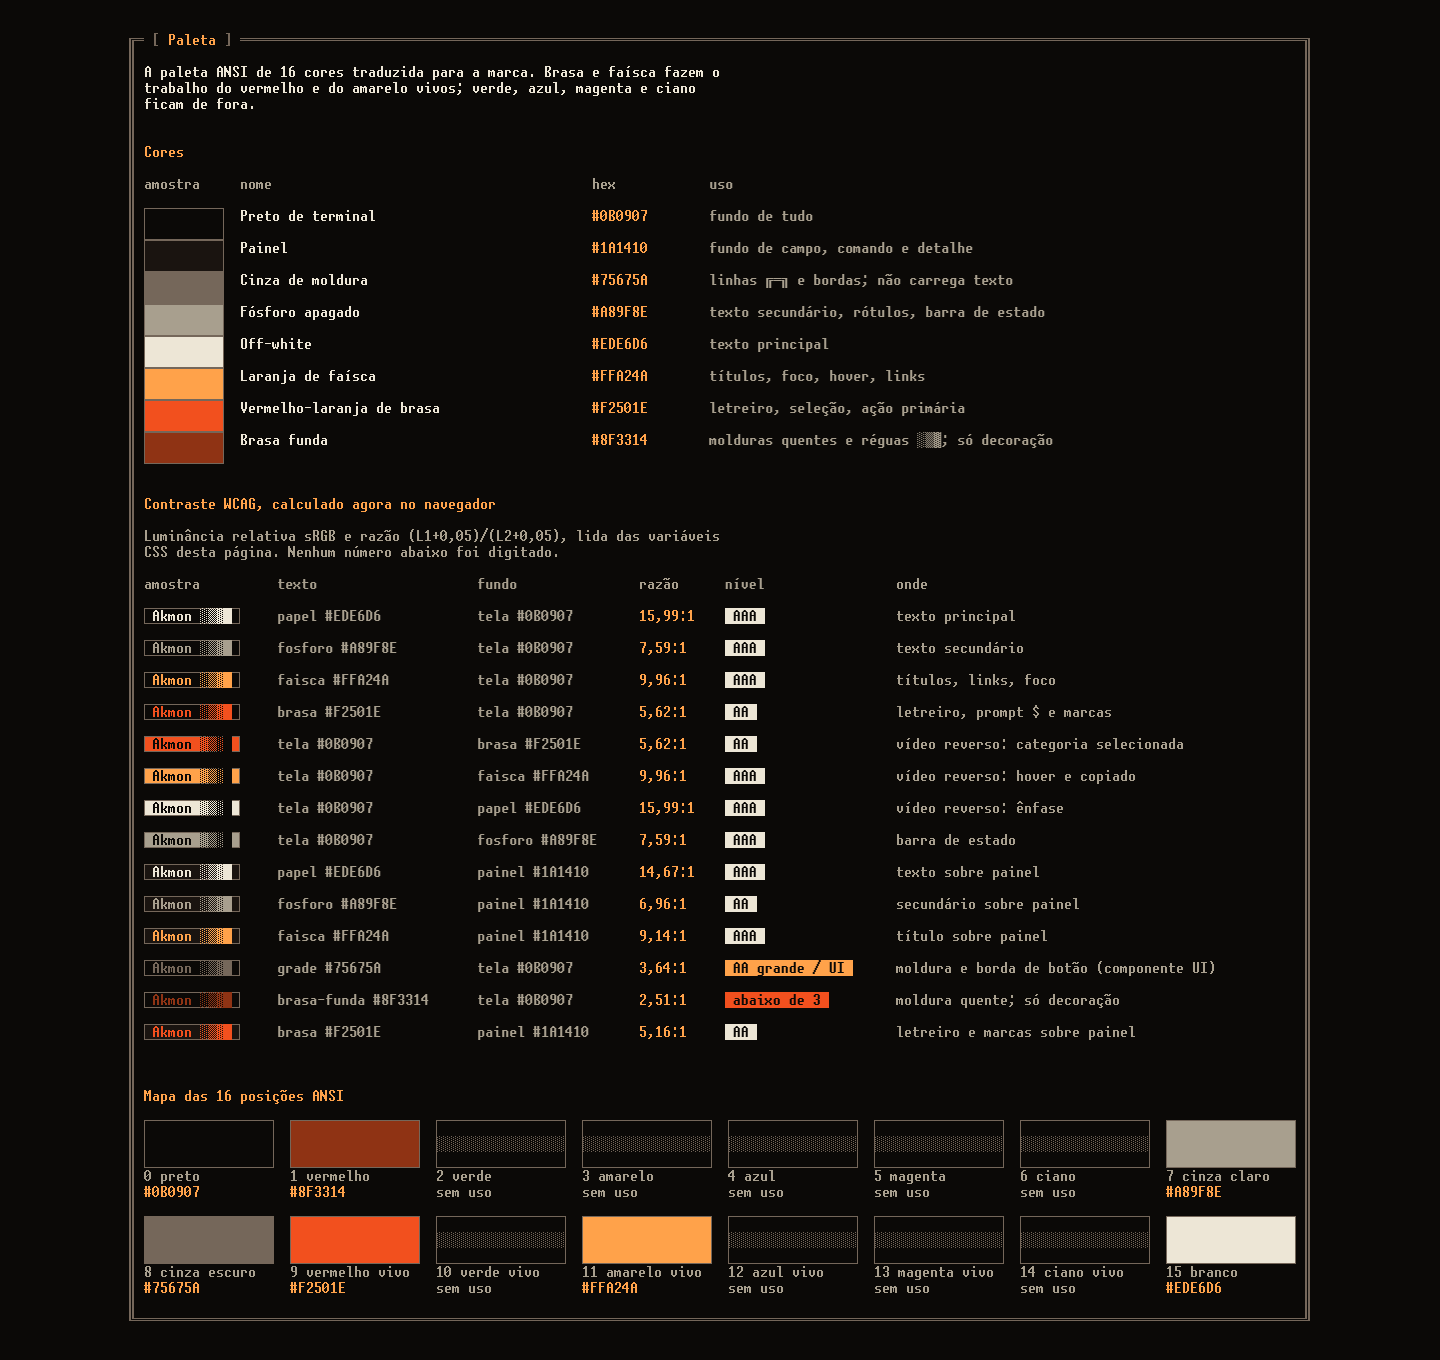 [ Paleta ]
A paleta ANSI de 16 cores traduzida para a marca. Brasa e faísca fazem o
trabalho do vermelho e do amarelo vivos; verde, azul, magenta e ciano
ficam de fora.
Cores
amostra nome hex uso
Preto de terminal #0B0907 fundo de tudo
Painel #1A1410 fundo de campo, comando e detalhe
Cinza de moldura #75675A linhas ╔═╗ e bordas; não carrega texto
Fósforo apagado #A89F8E texto secundário, rótulos, barra de estado
Off-white #EDE6D6 texto principal
Laranja de faísca #FFA24A títulos, foco, hover, links
Vermelho-laranja de brasa #F2501E letreiro, seleção, ação primária
Brasa funda #8F3314 molduras quentes e réguas ░▒▓; só decoração
Contraste WCAG, calculado agora no navegador
Luminância relativa sRGB e razão (L1+0,05)/(L2+0,05), lida das variáveis
CSS desta página. Nenhum número abaixo foi digitado.
amostra texto fundo razão nível onde
Akmon ░▒▓█ papel #EDE6D6 tela #0B0907 15,99:1 AAA texto principal
Akmon ░▒▓█ fosforo #A89F8E tela #0B0907 7,59:1 AAA texto secundário
Akmon ░▒▓█ faisca #FFA24A tela #0B0907 9,96:1 AAA títulos, links, foco
Akmon ░▒▓█ brasa #F2501E tela #0B0907 5,62:1 AA letreiro, prompt $ e marcas
Akmon ░▒▓█ tela #0B0907 brasa #F2501E 5,62:1 AA vídeo reverso: categoria selecionada
Akmon ░▒▓█ tela #0B0907 faisca #FFA24A 9,96:1 AAA vídeo reverso: hover e copiado
Akmon ░▒▓█ tela #0B0907 papel #EDE6D6 15,99:1 AAA vídeo reverso: ênfase
Akmon ░▒▓█ tela #0B0907 fosforo #A89F8E 7,59:1 AAA barra de estado
Akmon ░▒▓█ papel #EDE6D6 painel #1A1410 14,67:1 AAA texto sobre painel
Akmon ░▒▓█ fosforo #A89F8E painel #1A1410 6,96:1 AA secundário sobre painel
Akmon ░▒▓█ faisca #FFA24A painel #1A1410 9,14:1 AAA título sobre painel
Akmon ░▒▓█ grade #75675A tela #0B0907 3,64:1 AA grande / UI moldura e borda de botão (componente UI)
Akmon ░▒▓█ brasa-funda #8F3314 tela #0B0907 2,51:1 abaixo de 3 moldura quente; só decoração
Akmon ░▒▓█ brasa #F2501E painel #1A1410 5,16:1 AA letreiro e marcas sobre painel
Mapa das 16 posições ANSI
0 preto 1 vermelho 2 verde 3 amarelo 4 azul 5 magenta 6 ciano 7 cinza claro
#0B0907 #8F3314 sem uso sem uso sem uso sem uso sem uso #A89F8E
8 cinza escuro 9 vermelho vivo 10 verde vivo 11 amarelo vivo 12 azul vivo 13 magenta vivo 14 ciano vivo 15 branco
#75675A #F2501E sem uso #FFA24A sem uso sem uso sem uso #EDE6D6